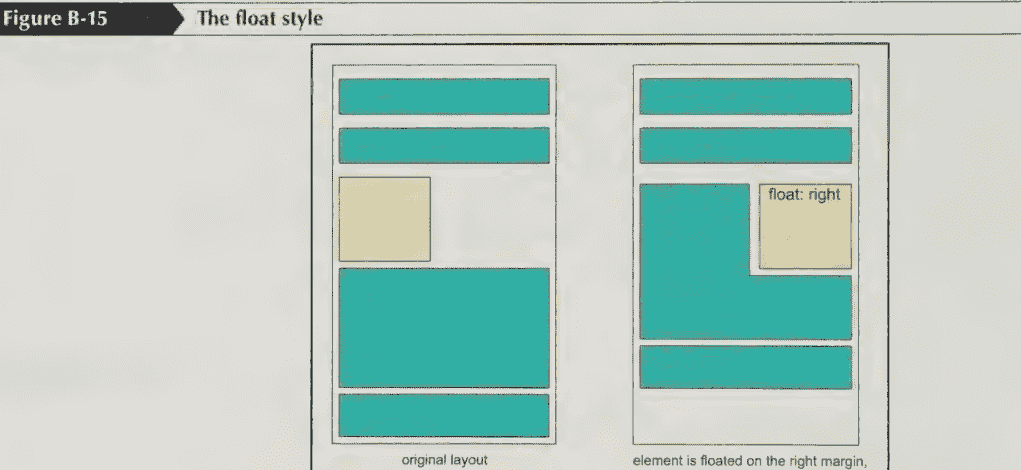 Figure B-15 The float style
float: right
original layout
element is floated on the right margin,